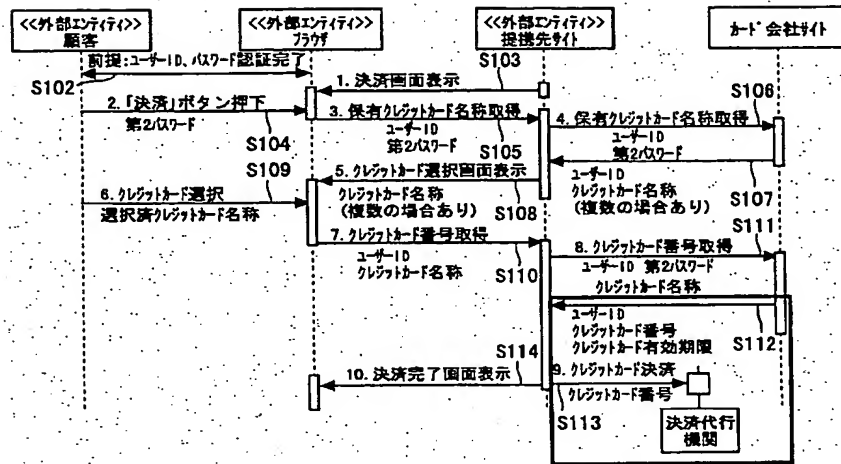 <<外部エンティティ>>
顧客
<<外部エンティティ>>
ブラウザ
<<外部エンティティ>>
提携先サイト
カード会社サイト
前提:ユーザーID、パスワード認証完了
S102
S103
1. 決済画面表示
2.「決済」ボタン押下
第2パスワード
S104
3. 保有クレジットカード名称取得
ユーザーID
第2パスワード
S105
S106
4. 保有クレジットカード名称取得
ユーザーID
第2パスワード
S109
5. クレジットカード選択画面表示
クレジットカード名称
(複数の場合あり)
S108
ユーザーID
クレジットカード名称
(複数の場合あり)
S107
6. クレジットカード選択
選択済クレジットカード名称
7. クレジットカード番号取得
ユーザーID
クレジットカード名称
S110
S111
8. クレジットカード番号取得
ユーザーID 第2パスワード
クレジットカード名称
ユーザーID
クレジットカード番号
クレジットカード有効期限
S112
S114
10. 決済完了画面表示
9. クレジットカード決済
クレジットカード番号
S113
決済代行
機関